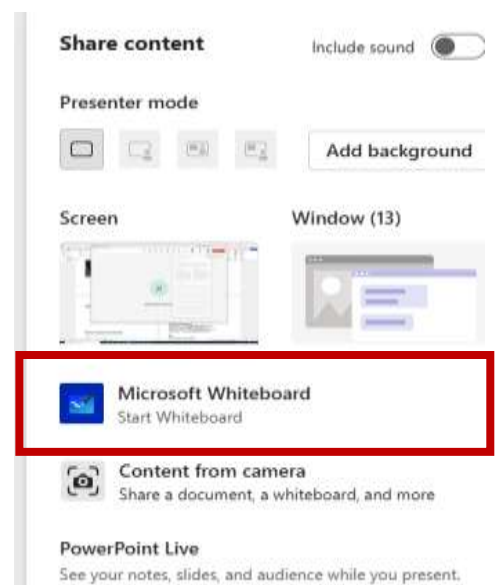 Share content Include sound
Presenter mode
Add background
Screen Window (13)
Microsoft Whiteboard
Start Whiteboard
Content from camera
Share a document, a whiteboard, and more
PowerPoint Live
See your notes, slides, and audience while you present.